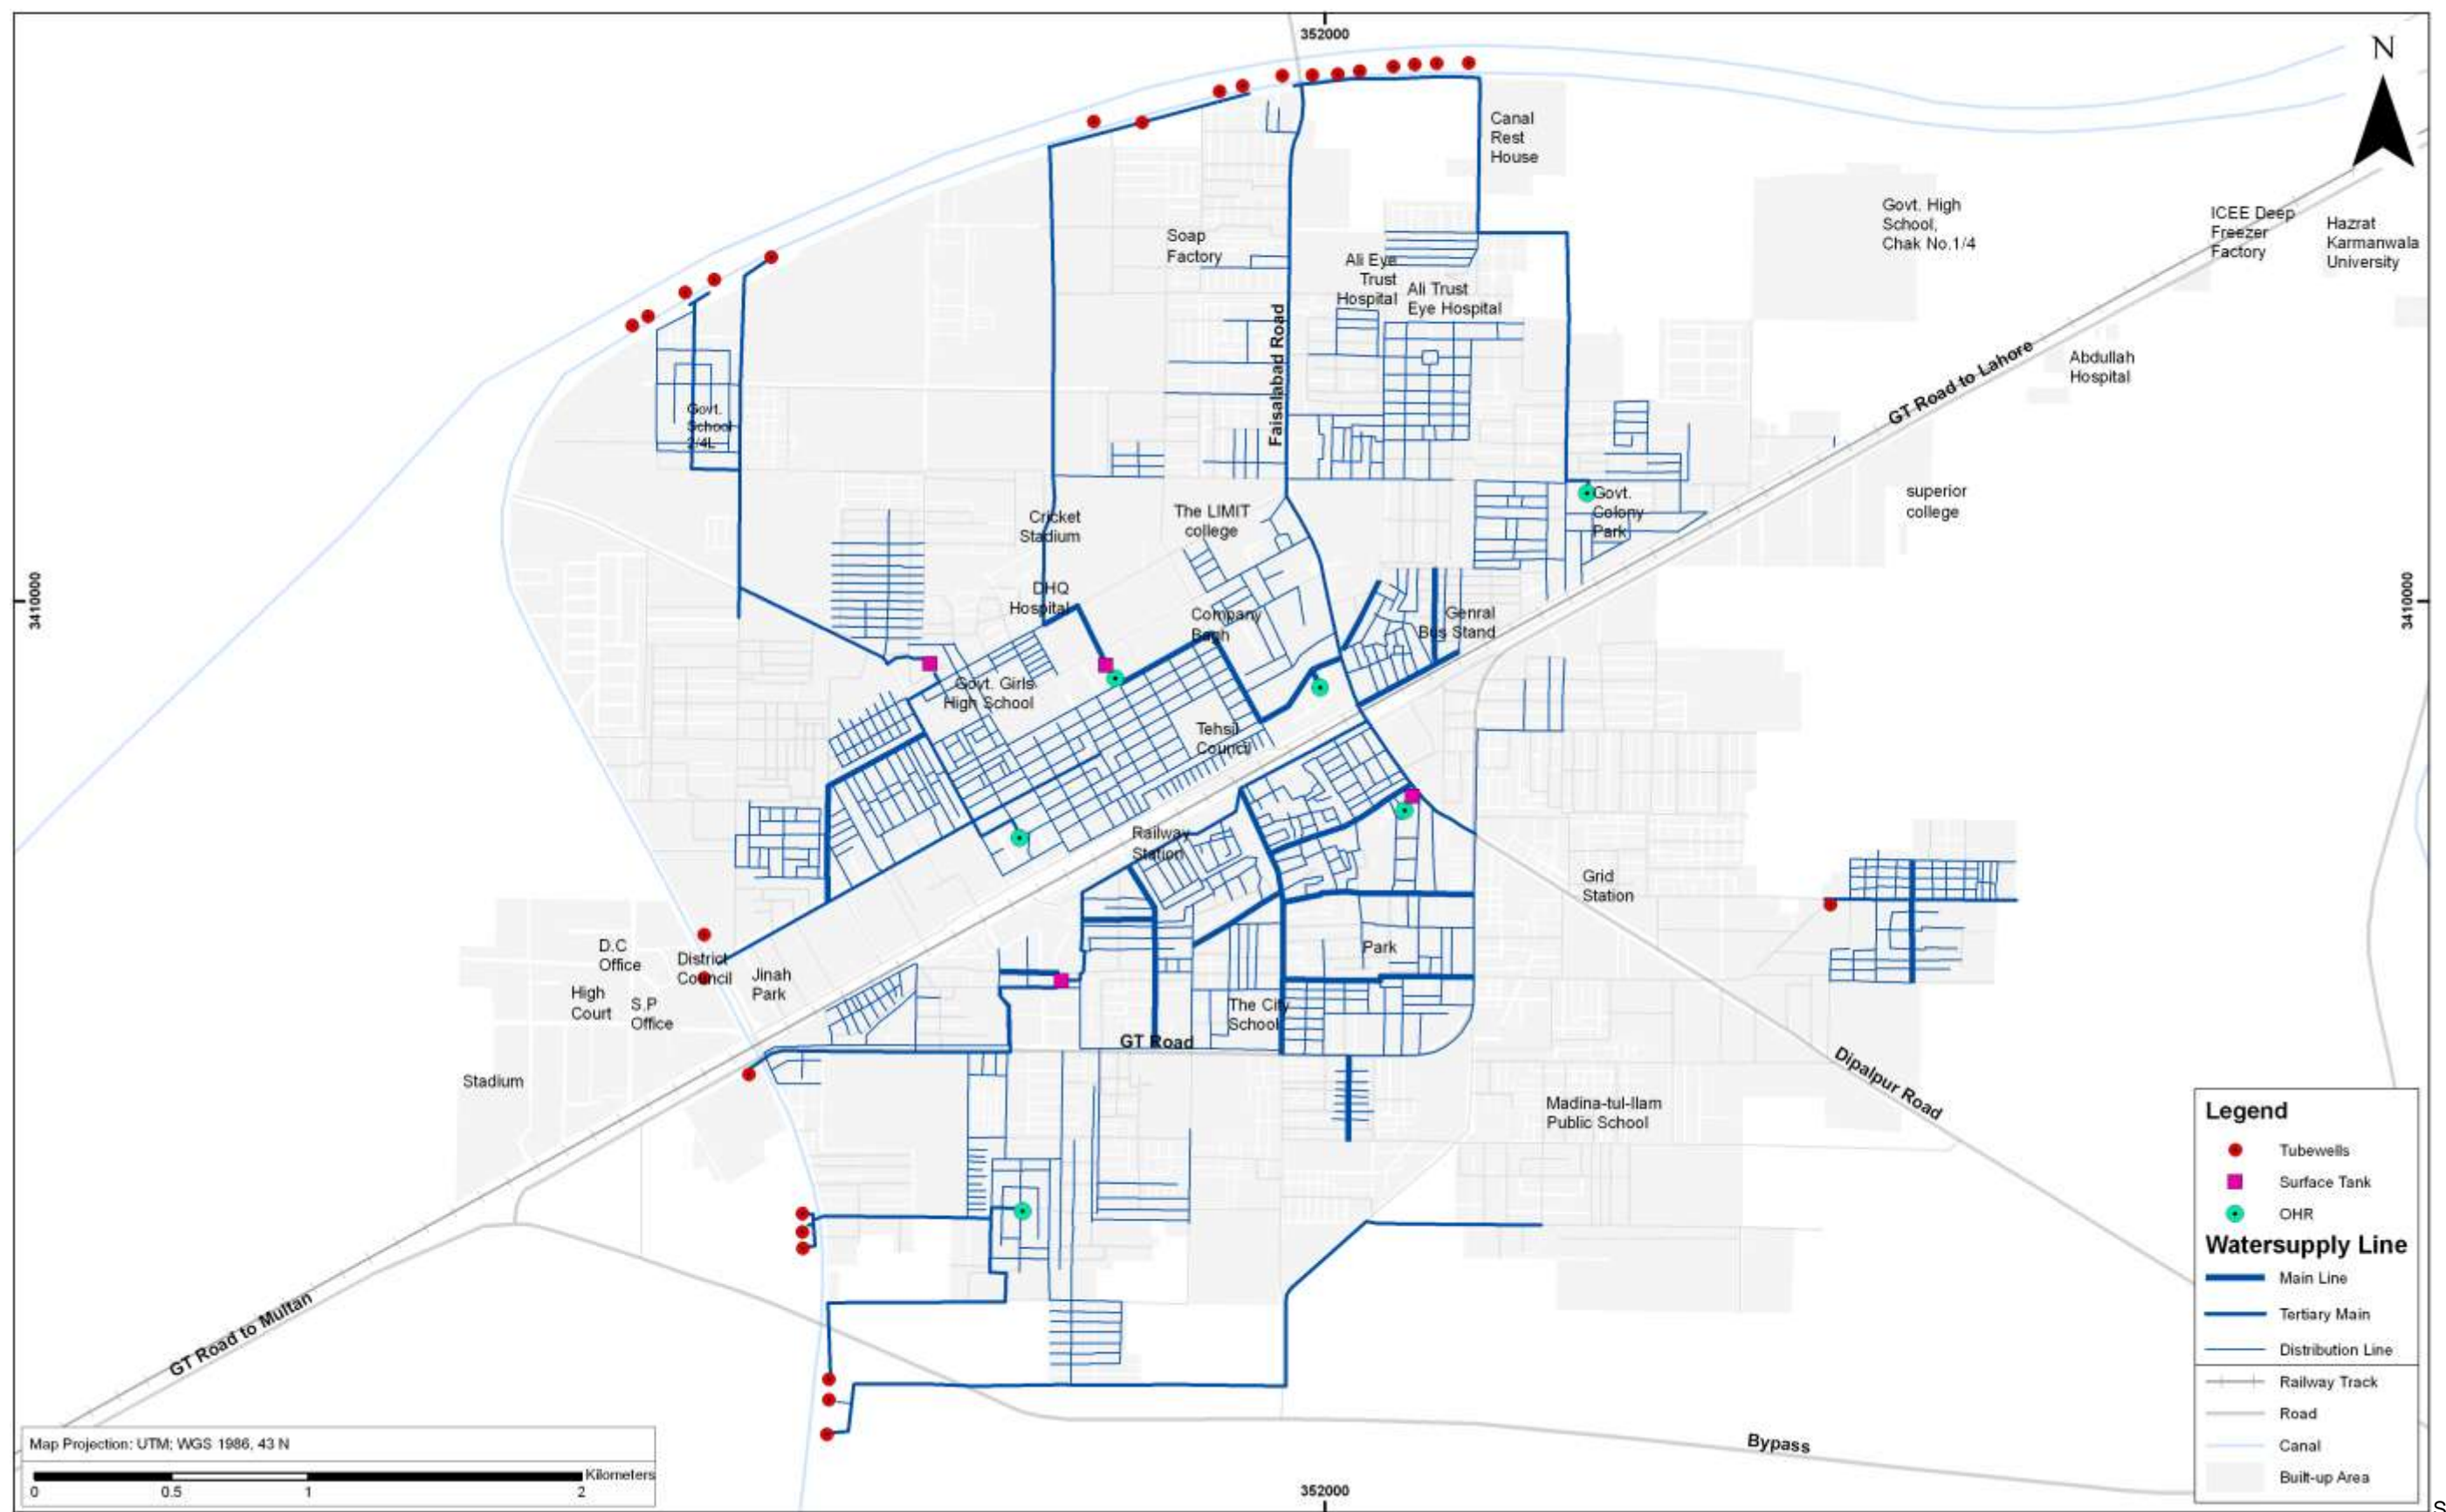 352000
N
Canal
Rest
House
Govt. High
School,
Chak No.1/4
ICEE Deep
Freezer
Factory
Hazrat
Karmanwala
University
Soap
Factory
Ali Eye
Trust
Hospital
Ali Trust
Eye Hospital
Faisalabad Road
GT Road to Lahore
Abdullah
Hospital
Govt.
School
2/4L
Govt.
Colony
Park
superior
college
Cricket
Stadium
The LIMIT
college
3410000
3410000
DHQ
Hospital
Company
Bagh
Genral
Bus Stand
Govt. Girls
High School
Tehsil
Council
Railway
Station
Grid
Station
D.C
Office
District
Council
Jinah
Park
Park
High
Court
S.P
Office
The City
School
GT Road
Stadium
Dipalpur Road
Madina-tul-Ilam
Public School
GT Road to Multan
Bypass
Legend
Tubewells
Surface Tank
OHR
Watersupply Line
Main Line
Tertiary Main
Distribution Line
Railway Track
Road
Canal
Built-up Area
Map Projection: UTM; WGS 1986, 43 N
Kilometers
0 0.5 1 2
352000
s